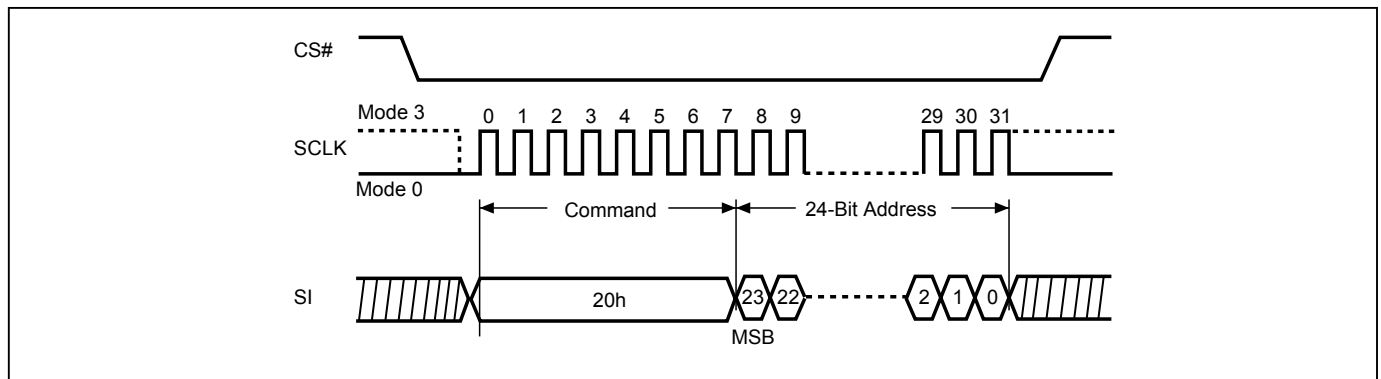 CS#
Mode 3
0 1 2 3 4 5 6 7 8 9 29 30 31
SCLK
Mode 0
Command 24-Bit Address
SI 20h 23 22 2 1 0
MSB